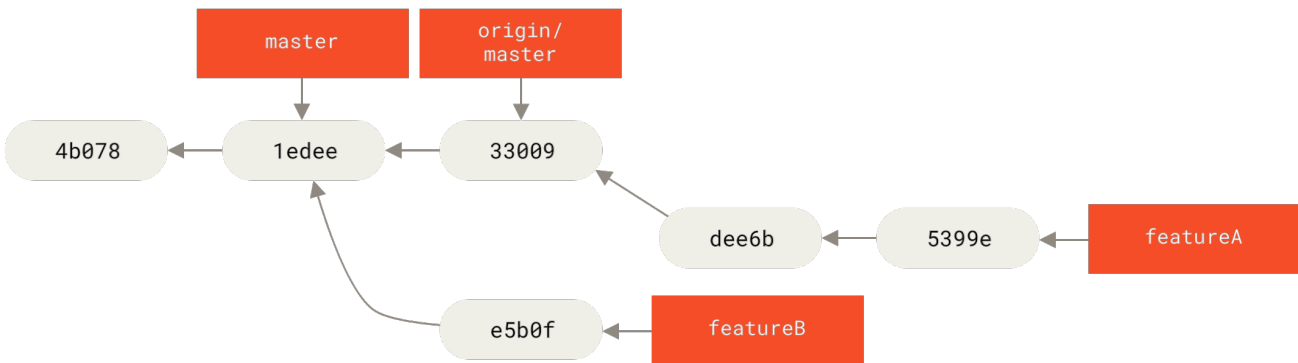 master
origin/
master
4b078
1edee
33009
dee6b
5399e
featureA
e5b0f
featureB